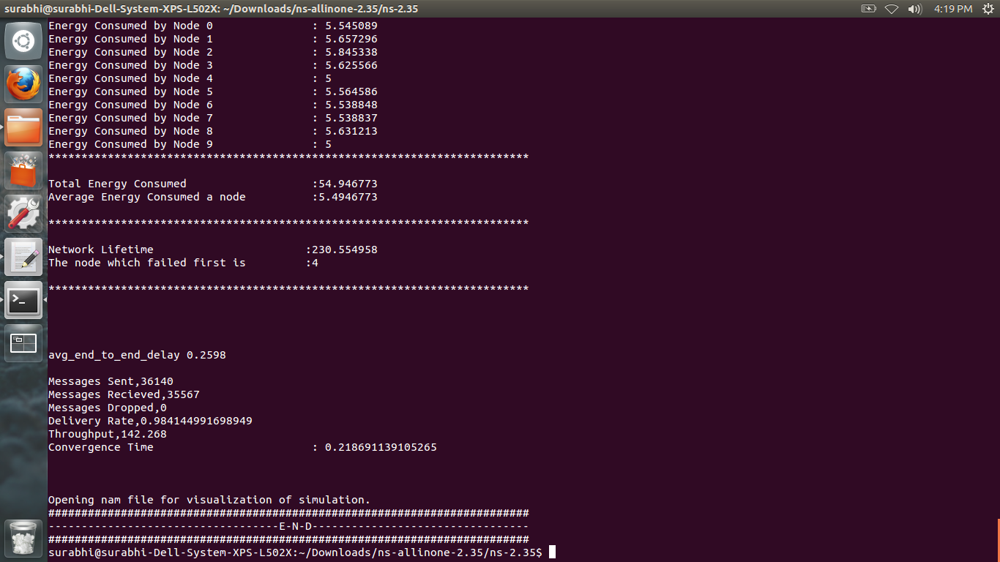 surabhi@surabhi-Dell-System-XPS-L502X: ~/Downloads/ns-allinone-2.35/ns-2.35
4:19 PM
Energy Consumed by Node 0 : 5.545089
Energy Consumed by Node 1 : 5.657296
Energy Consumed by Node 2 : 5.845338
Energy Consumed by Node 3 : 5.625566
Energy Consumed by Node 4 : 5
Energy Consumed by Node 5 : 5.564586
Energy Consumed by Node 6 : 5.538848
Energy Consumed by Node 7 : 5.538837
Energy Consumed by Node 8 : 5.631213
Energy Consumed by Node 9 : 5
*************************************************************************
Total Energy Consumed :54.946773
Average Energy Consumed a node :5.4946773
*************************************************************************
Network Lifetime :230.554958
The node which failed first is :4
*************************************************************************
avg_end_to_end_delay 0.2598
Messages Sent,36140
Messages Recieved,35567
Messages Dropped,0
Delivery Rate,0.984144991698949
Throughput,142.268
Convergence Time : 0.218691139105265
Opening nam file for visualization of simulation.
#########################################################################
-----------------------------------E-N-D---------------------------------
#########################################################################
surabhi@surabhi-Dell-System-XPS-L502X:~/Downloads/ns-allinone-2.35/ns-2.35$